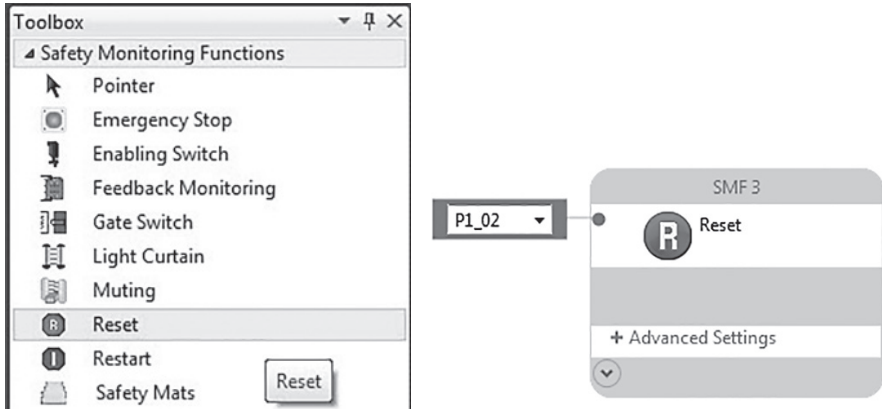 Toolbox
Safety Monitoring Functions
Pointer
Emergency Stop
Enabling Switch
Feedback Monitoring
Gate Switch
Light Curtain
Muting
R Reset
Restart
Safety Mats
Reset
SMF 3
P1_02
R Reset
+ Advanced Settings